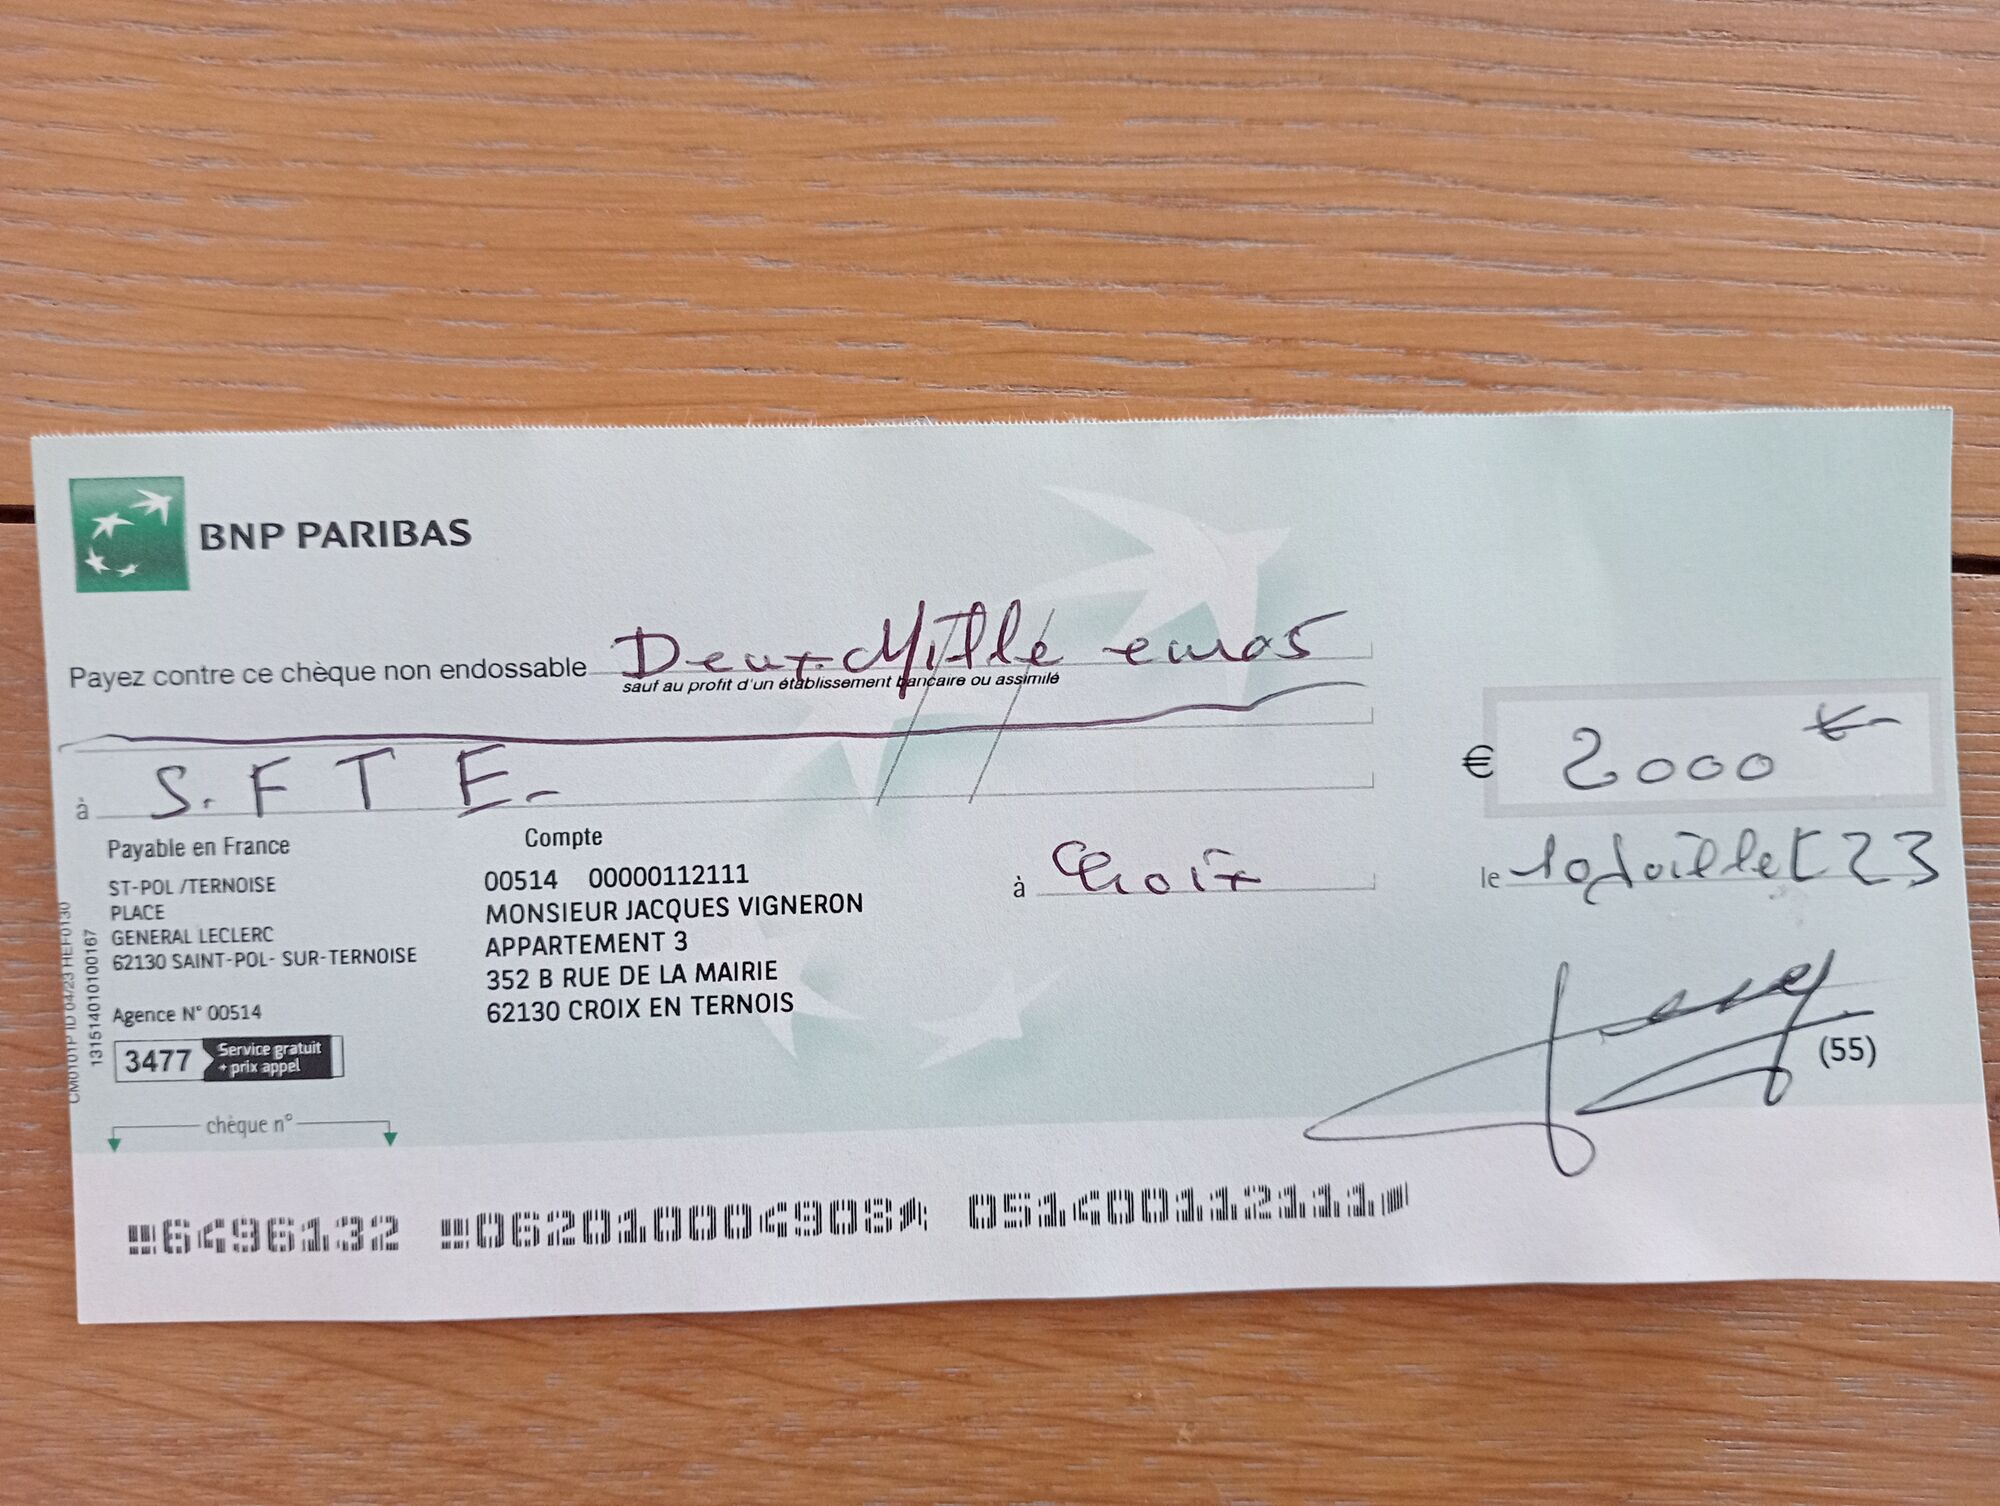 BNP PARIBAS
Payez contre ce chèque non endossable Deux Mille euros
sauf au profit d'un établissement bancaire ou assimilé
à S. F T E.
€ 2000 €
Payable en France
ST-POL /TERNOISE
PLACE
GENERAL LECLERC
62130 SAINT-POL- SUR-TERNOISE
Agence N° 00514
3477 Service gratuit
+ prix appel
Compte
00514 00000112111
MONSIEUR JACQUES VIGNERON
APPARTEMENT 3
352 B RUE DE LA MAIRIE
62130 CROIX EN TERNOIS
à Croix
le 10 Juillet 23
(55)
131514010100167
chèque n°
6496132 062010004908 051400112111